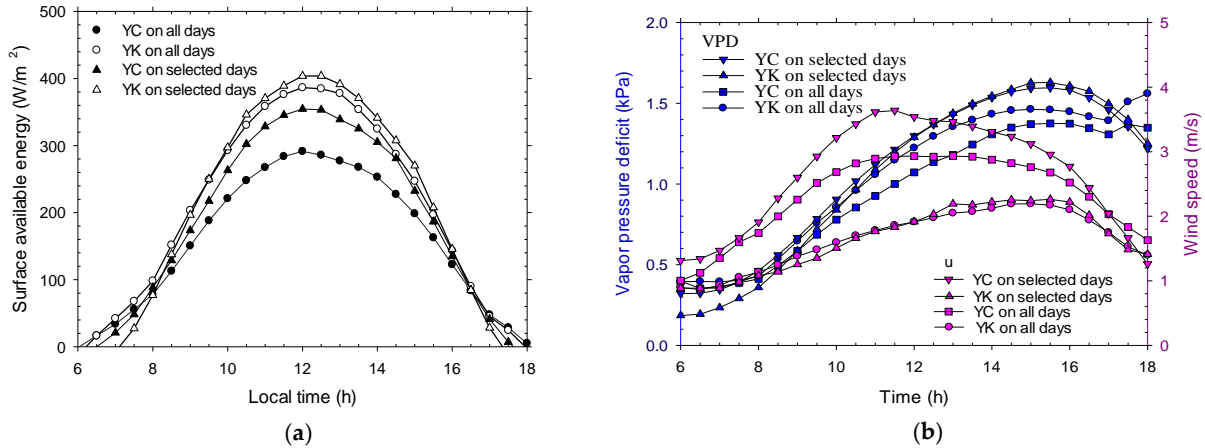 500
400
300
200
100
0
Surface available energy (W/m²)
YC on all days
YK on all days
YC on selected days
YK on selected days
6 8 10 12 14 16 18
Local time (h)
(a)
2.0
1.5
1.0
0.5
0.0
Vapor pressure deficit (kPa)
VPD
YC on selected days
YK on selected days
YC on all days
YK on all days
u
YC on selected days
YK on selected days
YC on all days
YK on all days
5
4
3
2
1
0
Wind speed (m/s)
6 8 10 12 14 16 18
Time (h)
(b)